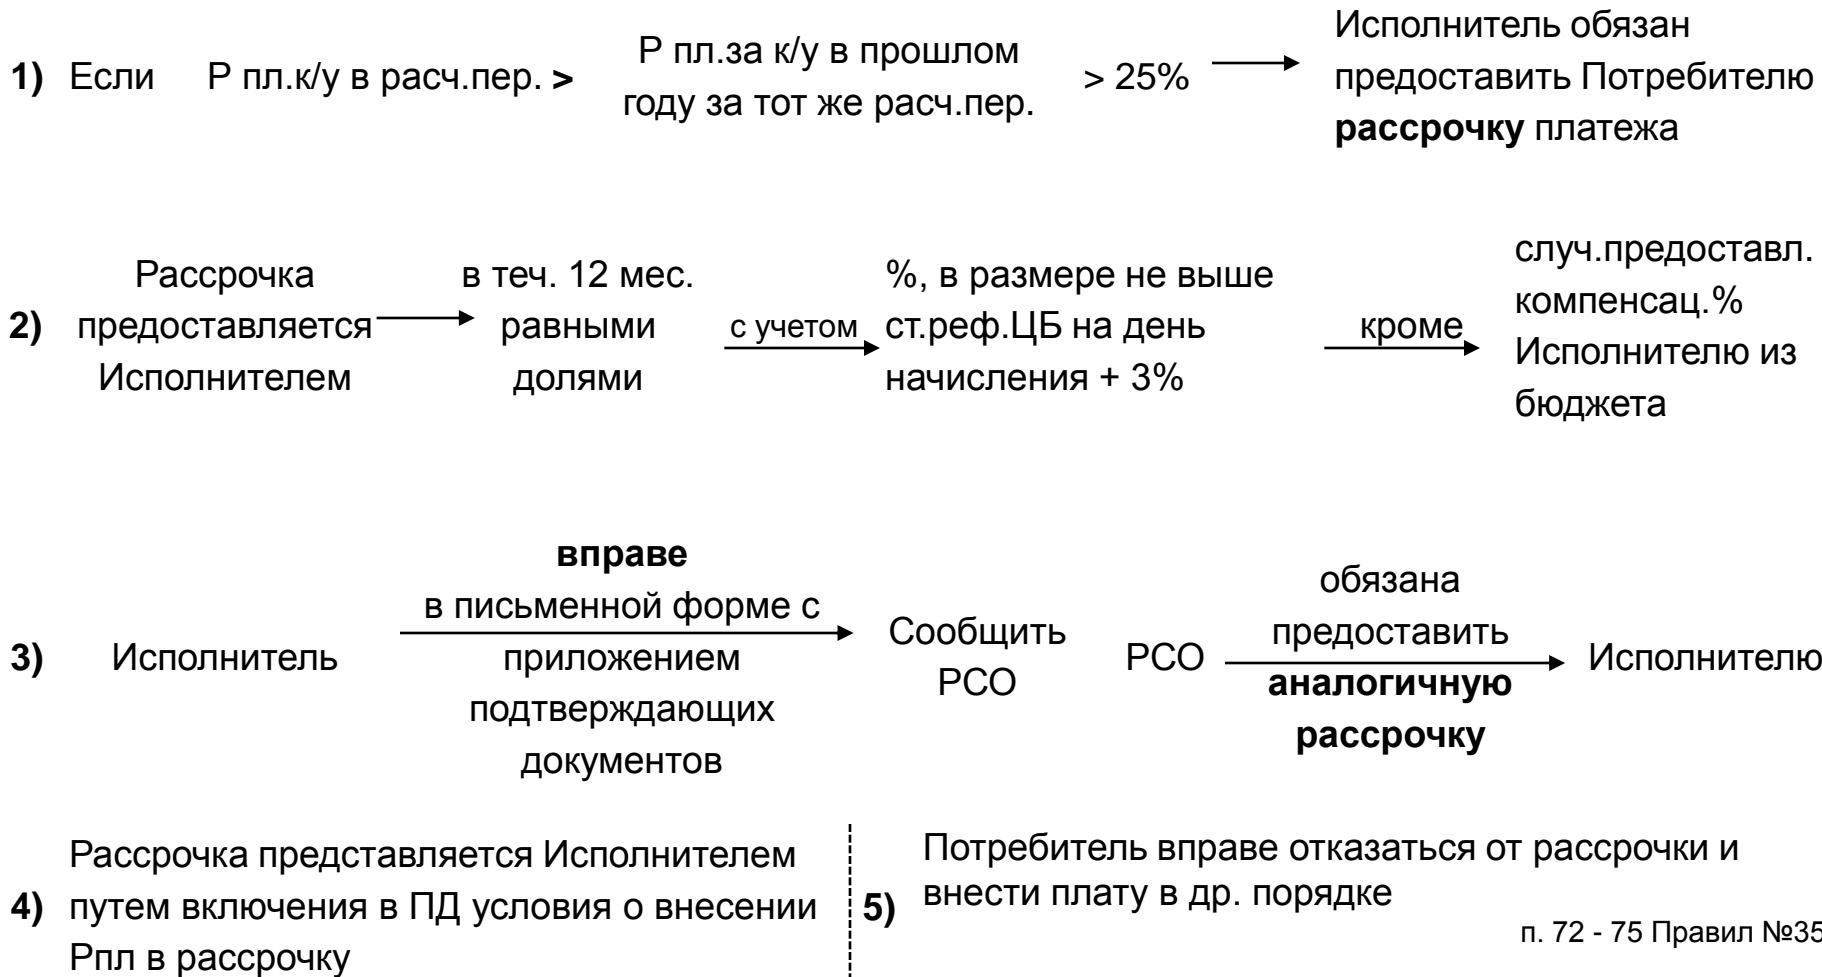 1) Если Р пл.к/у в расч.пер. > Р пл.за к/у в прошлом
году за тот же расч.пер.
> 25%
Исполнитель обязан
предоставить Потребителю
рассрочку платежа
2) Рассрочка
предоставляется
Исполнителем
в теч. 12 мес.
равными
долями
с учетом
%, в размере не выше
ст.реф.ЦБ на день
начисления + 3%
кроме
случ.предоставл.
компенсац.%
Исполнителю из
бюджета
3) Исполнитель
вправе
в письменной форме с
приложением
подтверждающих
документов
Сообщить
РСО
РСО
обязана
предоставить
аналогичную
рассрочку
Исполнителю
4) Рассрочка представляется Исполнителем
путем включения в ПД условия о внесении
Рпл в рассрочку
5) Потребитель вправе отказаться от рассрочки и
внести плату в др. порядке
п. 72 - 75 Правил №35